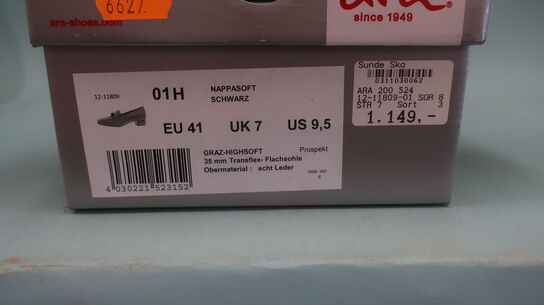 6627.
ara-shoes.com
ara®
since 1949
12-11809
01 H
NAPPASOFT
SCHWARZ
EU 41 UK 7 US 9,5
GRAZ-HIGHSOFT Prospekt
35 mm Transflex- Flachsohle
Obermaterial : echt Leder
4 030221 523152
Sunde Sko
0311030062
ARA 200 524
12-11809-01 SOR 8
STR 7 Sort 3
1.149,-